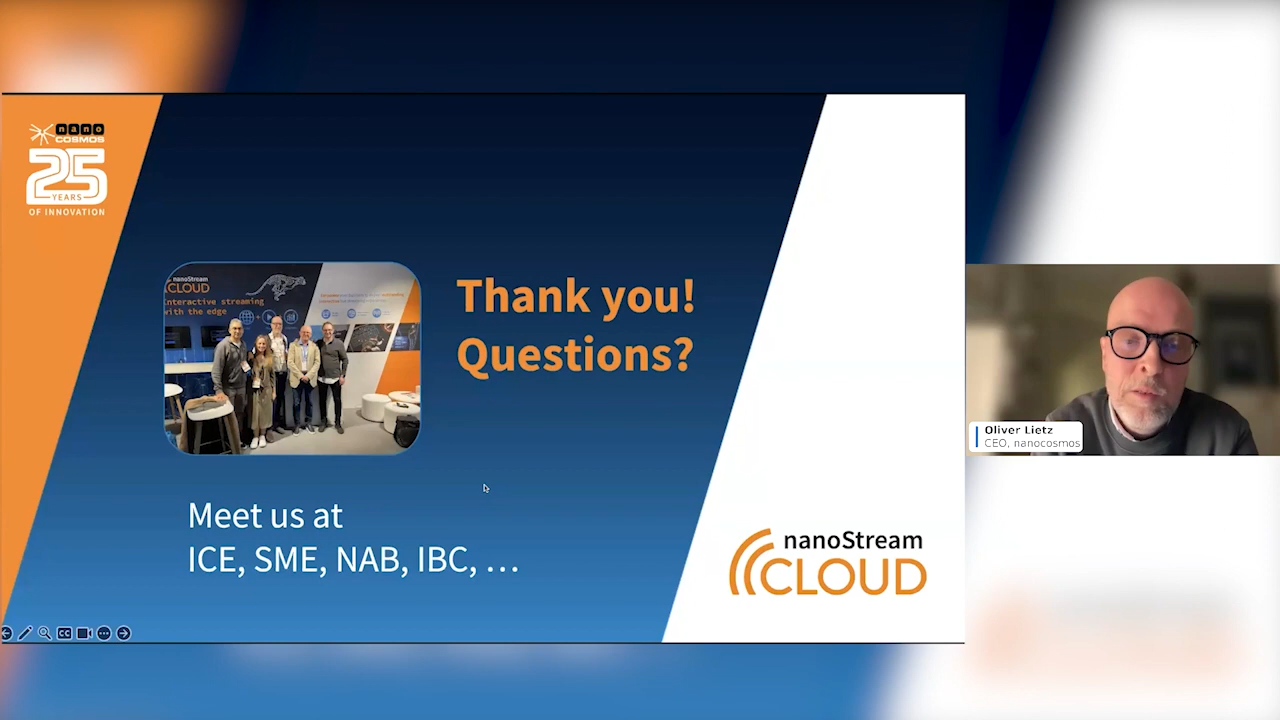 nano
COSMOS
25
YEARS
OF INNOVATION
nanoStream
CLOUD
interactive streaming
with the edge
Thank you!
Questions?
Meet us at
ICE, SME, NAB, IBC, …
nanoStream
CLOUD
CC
Oliver Lietz
CEO, nanocosmos